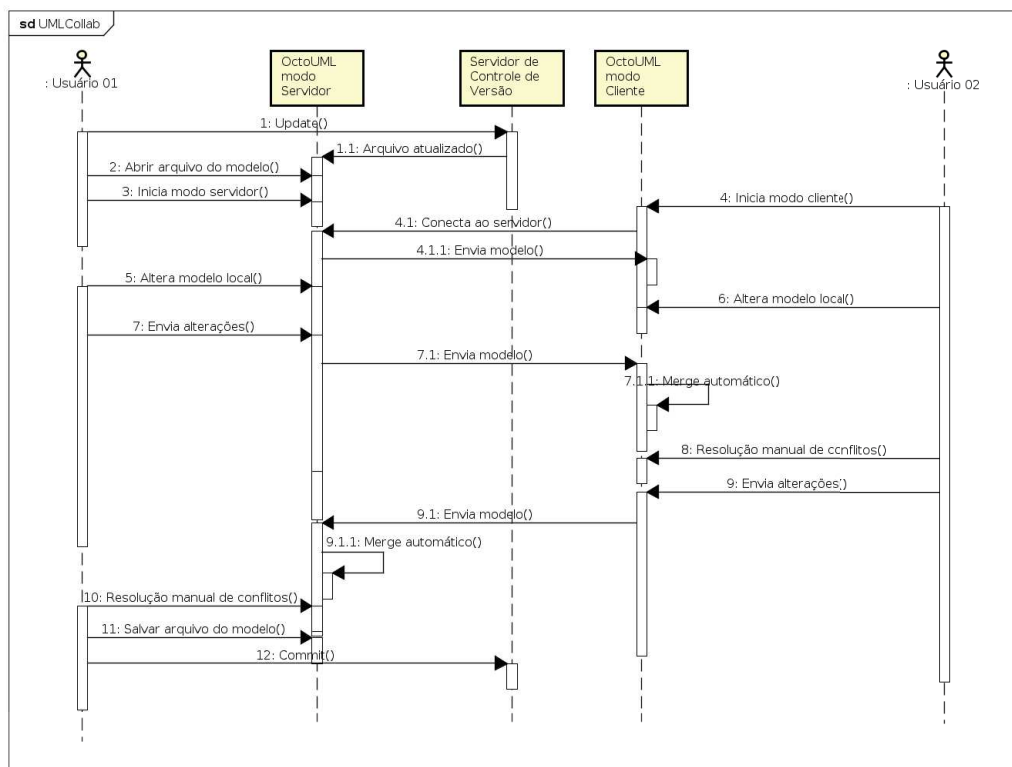 sd UMLCollab
: Usuário 01
OctoUML
modo
Servidor
Servidor de
Controle de
Versão
OctoUML
modo
Cliente
: Usuário 02
1: Update()
1.1: Arquivo atualizado()
2: Abrir arquivo do modelo()
3: Inicia modo servidor()
4: Inicia modo cliente()
4.1: Conecta ao servidor()
4.1.1: Envia modelo()
5: Altera modelo local()
6: Altera modelo local()
7: Envia alterações()
7.1: Envia modelo()
7.1.1: Merge automático()
8: Resolução manual de conflitos()
9: Envia alterações()
9.1: Envia modelo()
9.1.1: Merge automático()
10: Resolução manual de conflitos()
11: Salvar arquivo do modelo()
12: Commit()